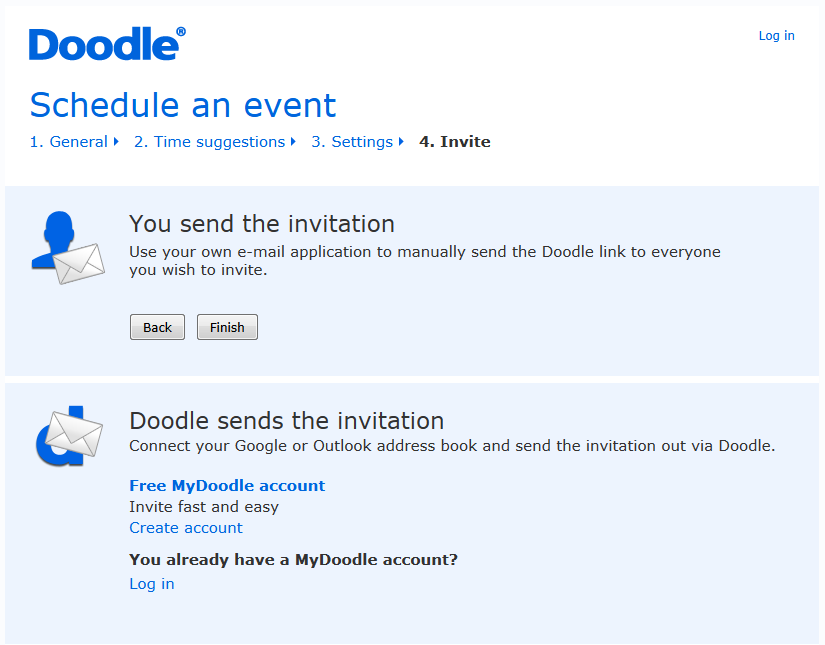 Doodle®
Log in
Schedule an event
1. General 2. Time suggestions 3. Settings 4. Invite
You send the invitation
Use your own e-mail application to manually send the Doodle link to everyone
you wish to invite.
Back Finish
Doodle sends the invitation
Connect your Google or Outlook address book and send the invitation out via Doodle.
Free MyDoodle account
Invite fast and easy
Create account
You already have a MyDoodle account?
Log in